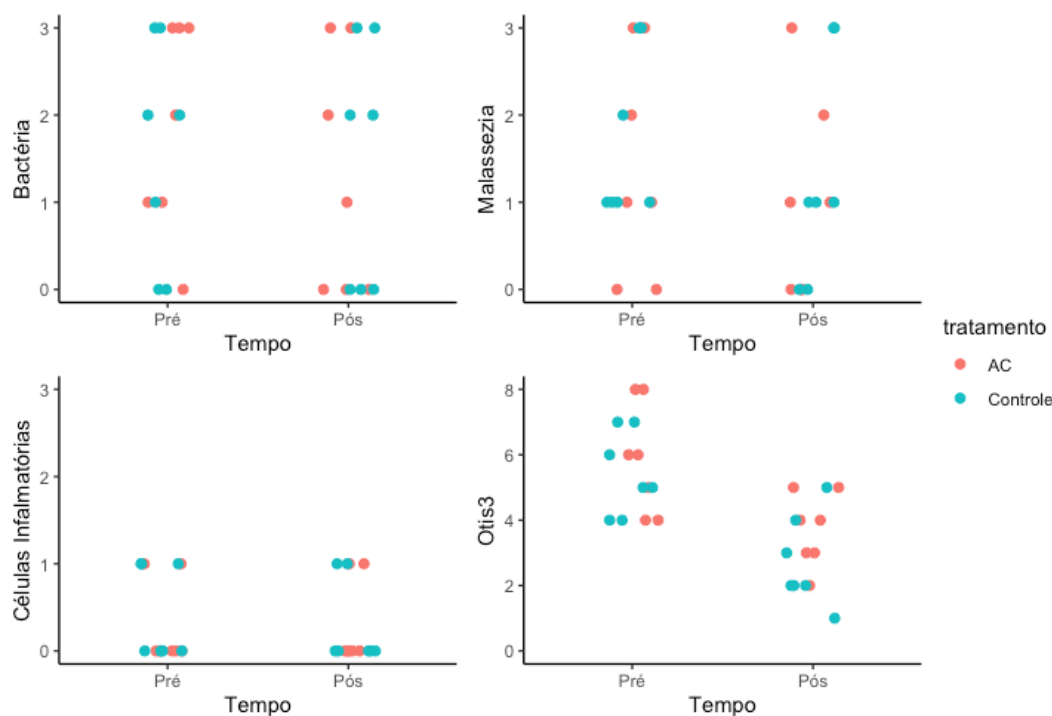 3
2
1
0
Bactéria
Pré
Pós
Tempo
3
2
1
0
Malassezia
Pré
Pós
Tempo
3
2
1
0
Células Infalmatórias
Pré
Pós
Tempo
8
6
4
2
0
Otis3
Pré
Pós
Tempo
tratamento
AC
Controle